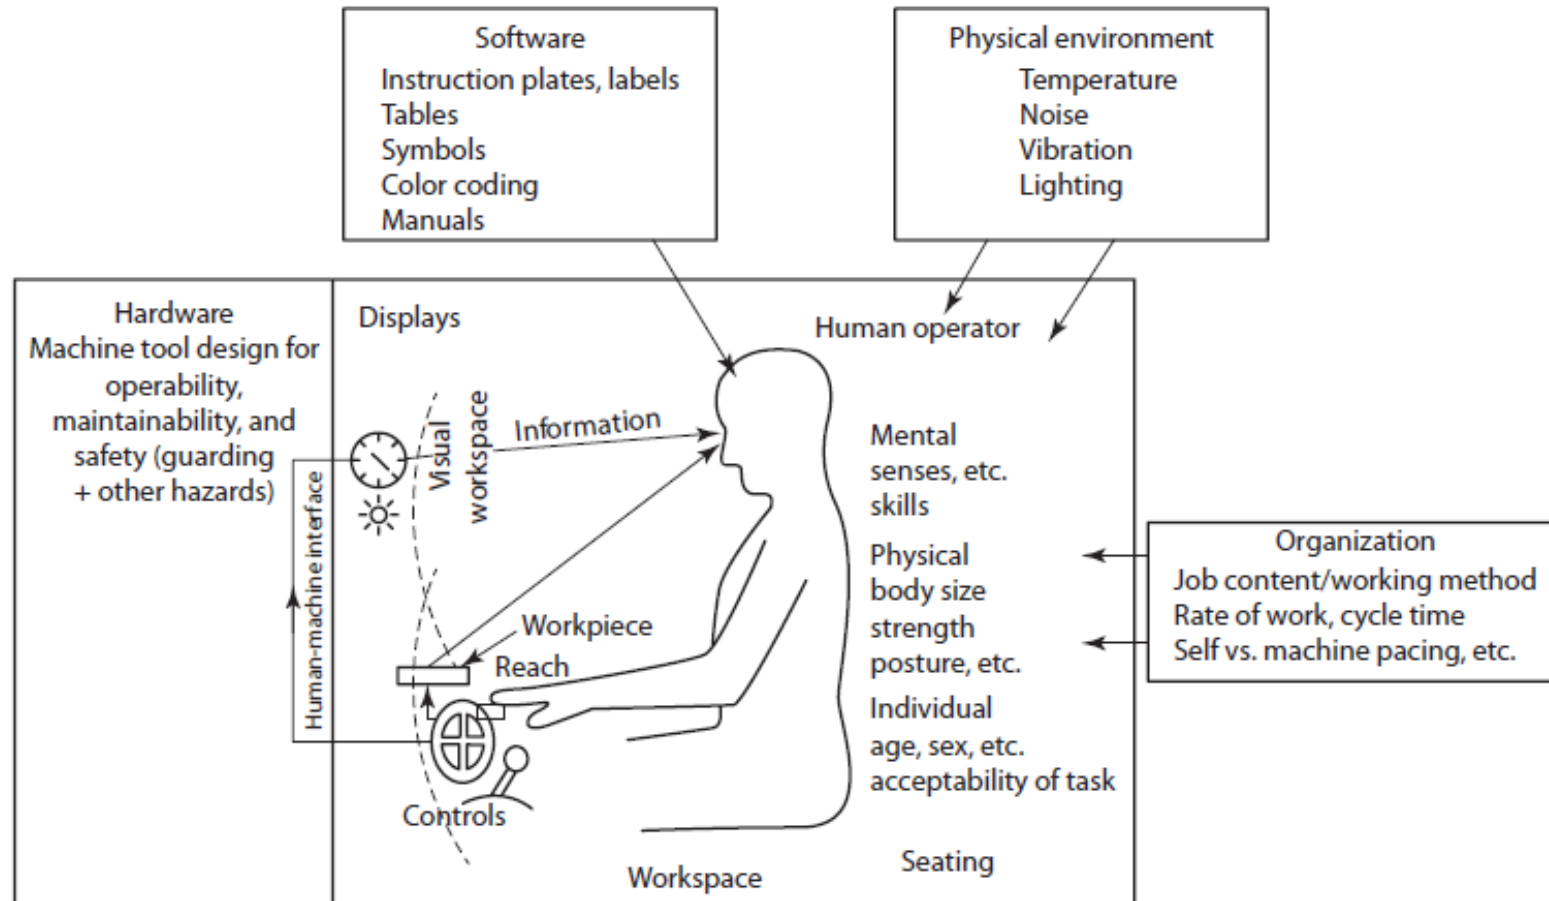 Software
Instruction plates, labels
Tables
Symbols
Color coding
Manuals
Physical environment
Temperature
Noise
Vibration
Lighting
Hardware
Machine tool design for
operability,
maintainability, and
safety (guarding
+ other hazards)
Human-machine interface
Displays
Visual
workspace
Information
Human operator
Mental
senses, etc.
skills
Physical
body size
strength
posture, etc.
Individual
age, sex, etc.
acceptability of task
Workpiece
Reach
Controls
Workspace
Seating
Organization
Job content/working method
Rate of work, cycle time
Self vs. machine pacing, etc.